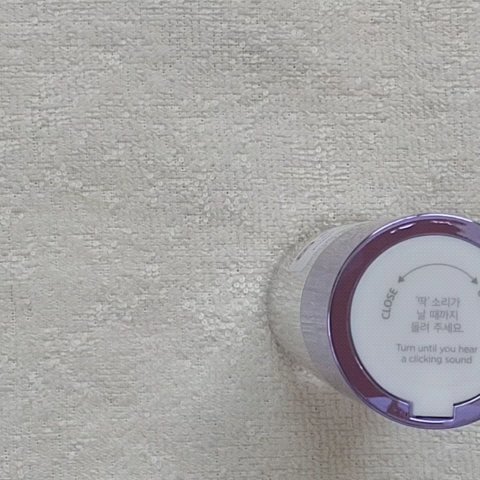 CLOSE
'딱' 소리가
날 때까지
돌려 주세요.
Turn until you hear
a clicking sound